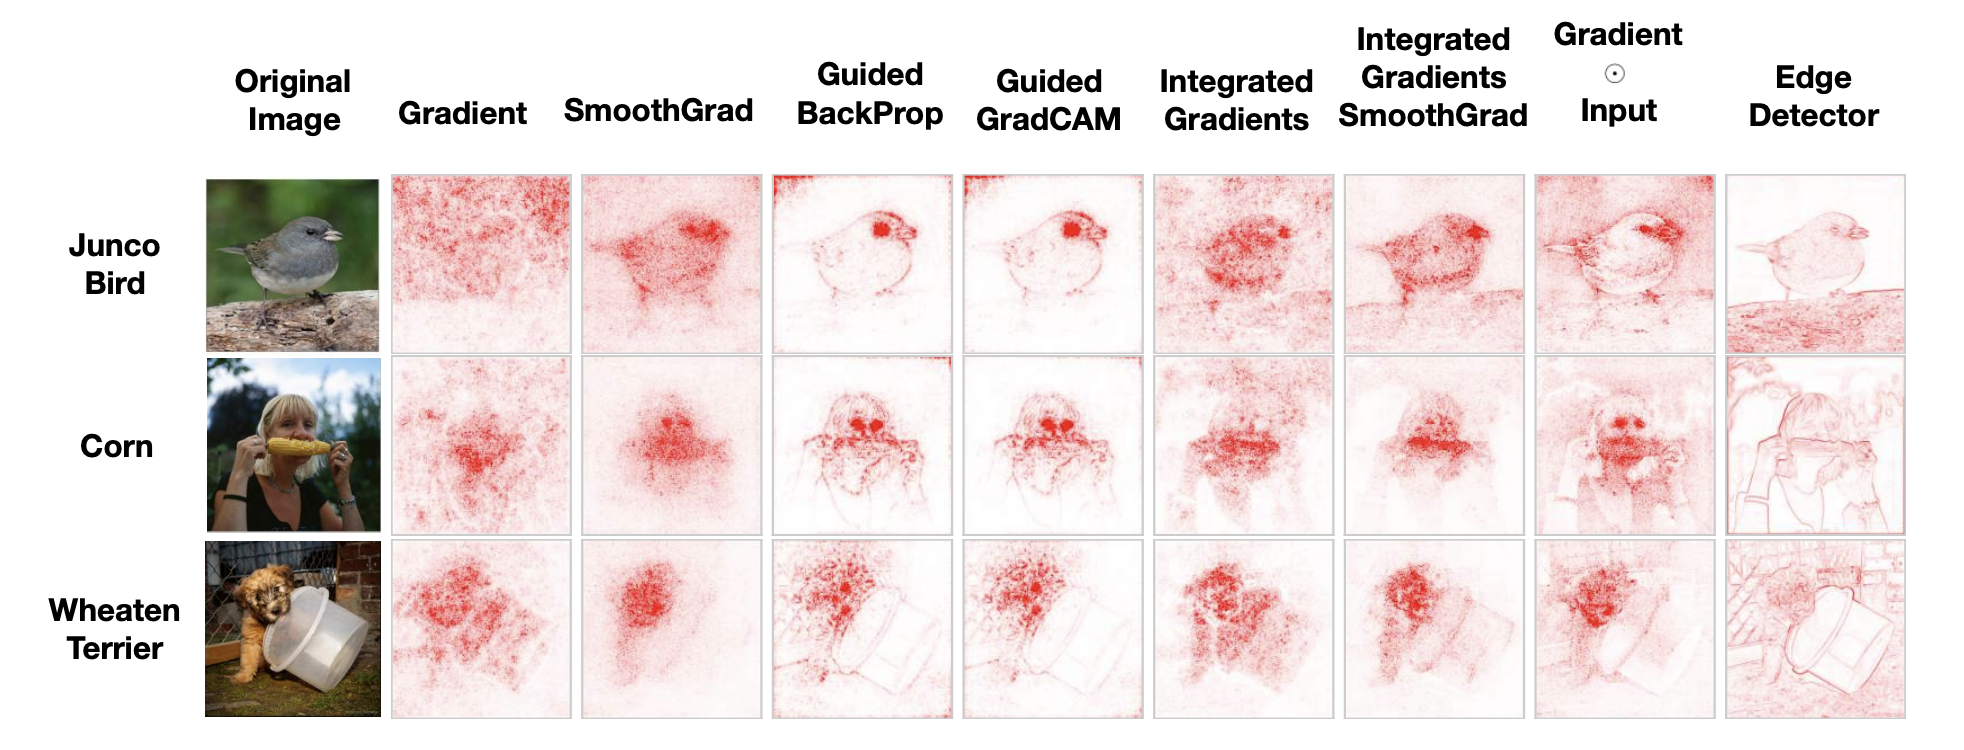 Original
Image
Gradient
SmoothGrad
Guided
BackProp
Guided
GradCAM
Integrated
Gradients
Integrated
Gradients
SmoothGrad
Gradient
⊙
Input
Edge
Detector
Junco
Bird
Corn
Wheaten
Terrier